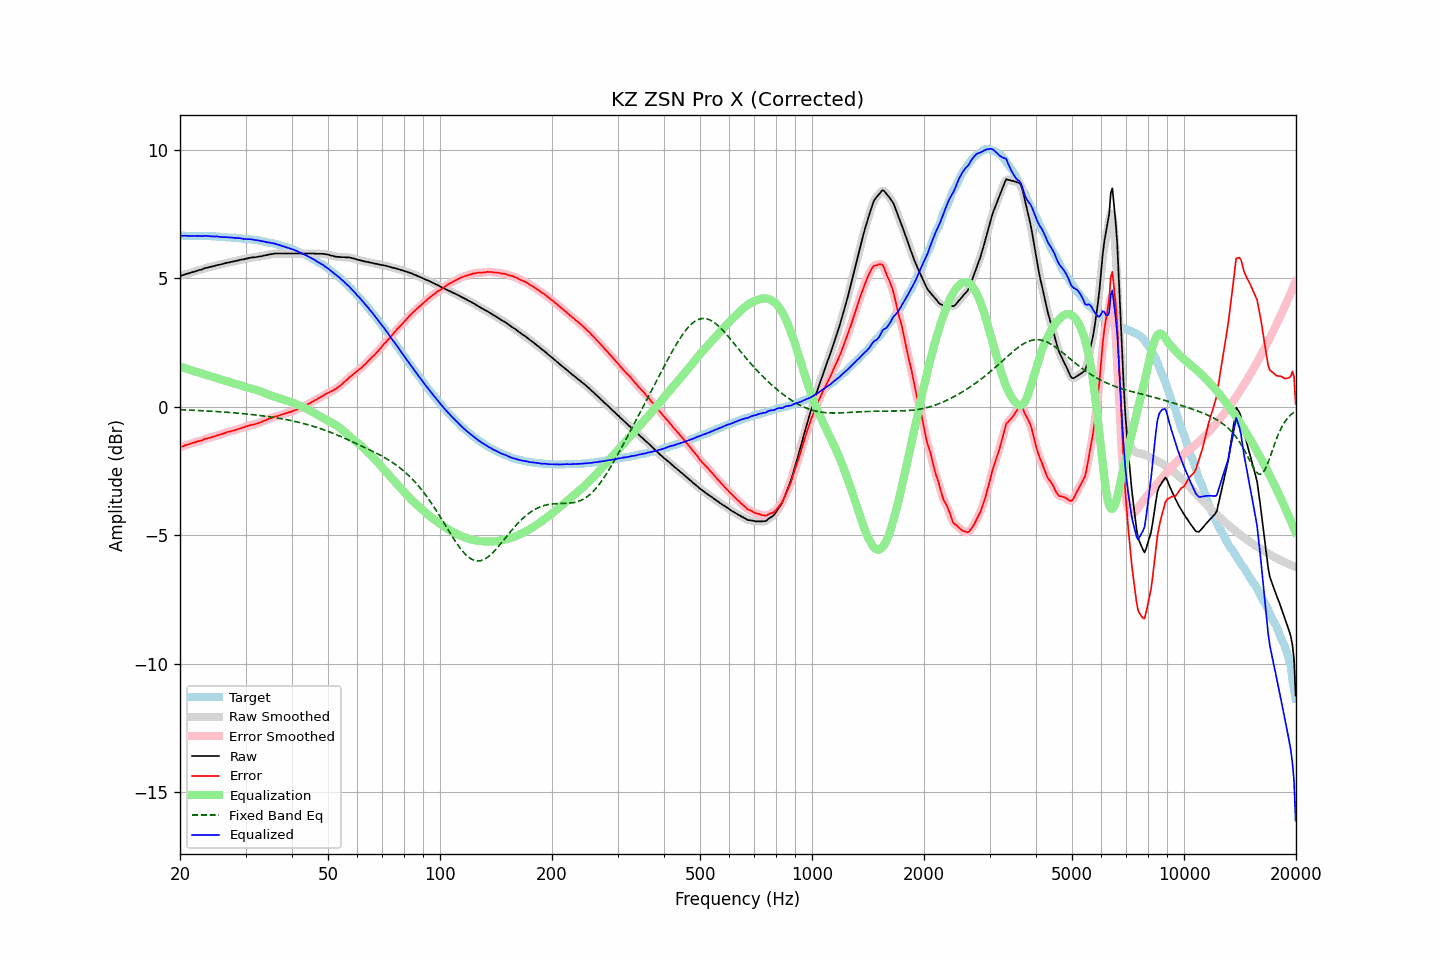 KZ ZSN Pro X (Corrected)
Amplitude (dBr)
10
5
0
−5
−10
−15
Target
Raw Smoothed
Error Smoothed
Raw
Error
Equalization
Fixed Band Eq
Equalized
20 50 100 200 500 1000 2000 5000 10000 20000
Frequency (Hz)